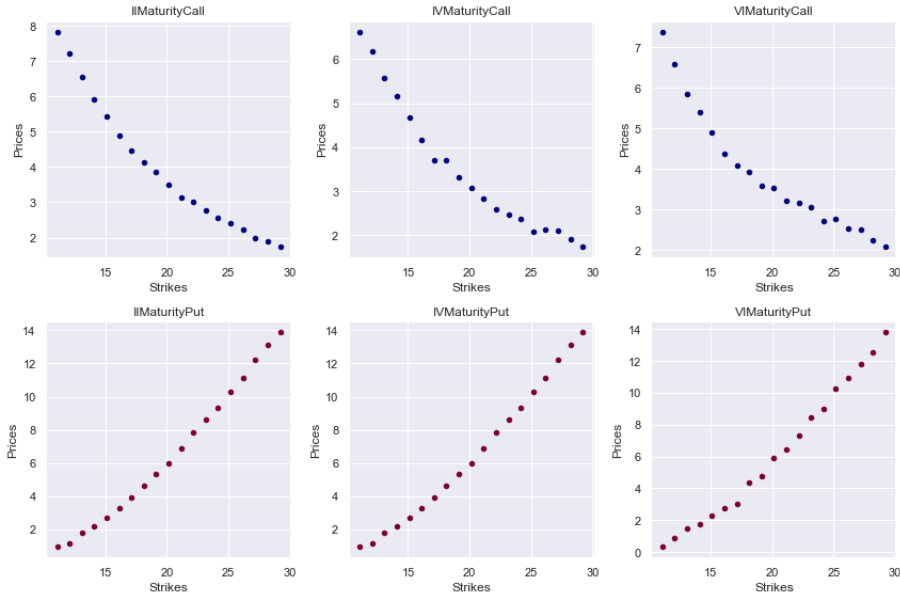 IIMaturityCall
Prices
8
7
6
5
4
3
2
15 20 25 30
Strikes
IVMaturityCall
Prices
6
5
4
3
2
15 20 25 30
Strikes
VIMaturityCall
Prices
7
6
5
4
3
2
15 20 25 30
Strikes
IIMaturityPut
Prices
14
12
10
8
6
4
2
15 20 25 30
Strikes
IVMaturityPut
Prices
14
12
10
8
6
4
2
15 20 25 30
Strikes
VIMaturityPut
Prices
14
12
10
8
6
4
2
0
15 20 25 30
Strikes